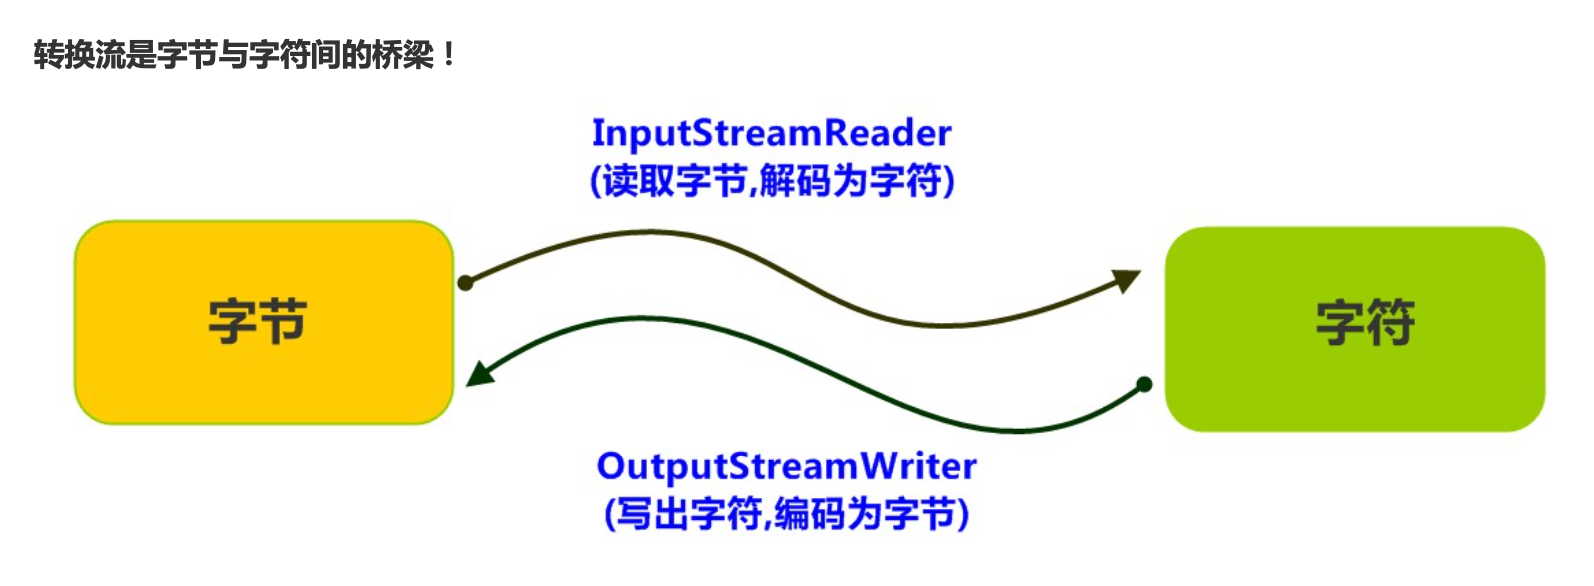 转换流是字节与字符间的桥梁！
InputStreamReader
(读取字节,解码为字符)
字节
字符
OutputStreamWriter
(写出字符,编码为字节)